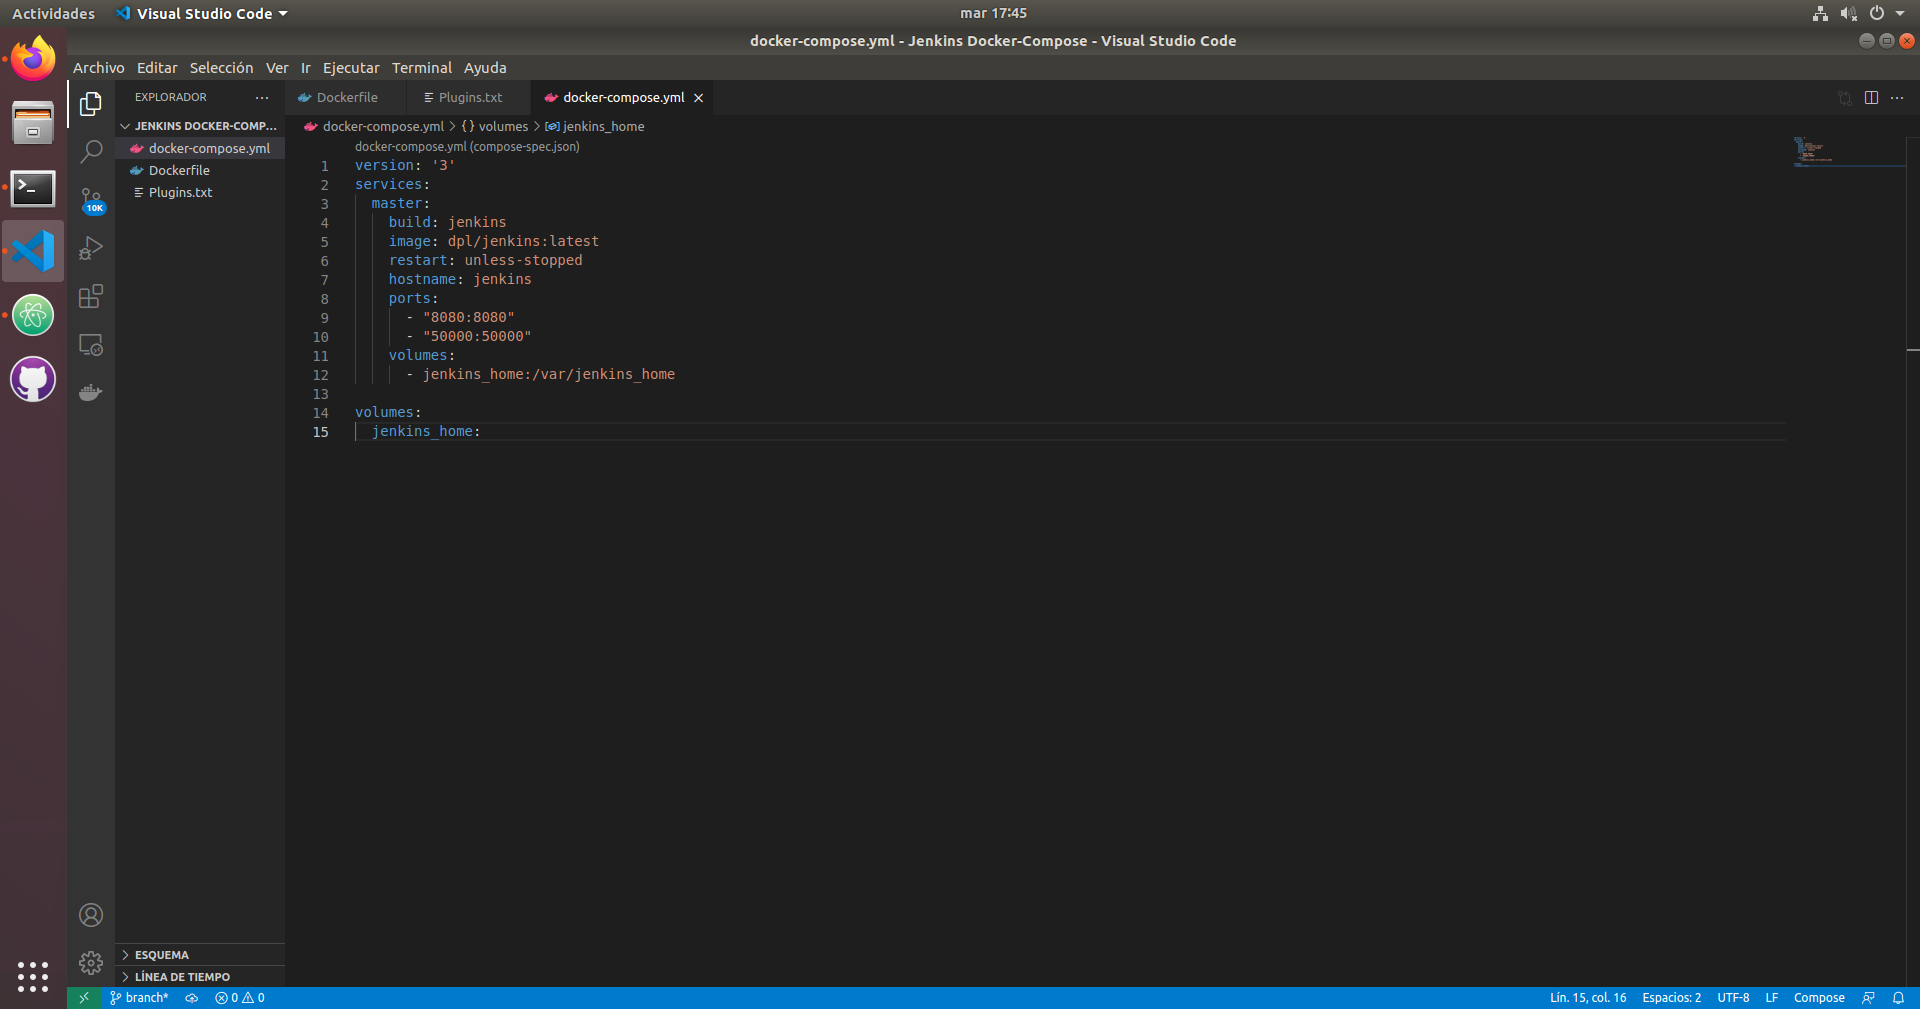 Actividades
Visual Studio Code
mar 17:45
docker-compose.yml - Jenkins Docker-Compose - Visual Studio Code
Archivo Editar Selección Ver Ir Ejecutar Terminal Ayuda
EXPLORADOR
JENKINS DOCKER-COMP...
docker-compose.yml
Dockerfile
Plugins.txt
10K
Dockerfile
Plugins.txt
docker-compose.yml
docker-compose.yml > {} volumes > jenkins_home
docker-compose.yml (compose-spec.json)
1 version: '3'
2 services:
3 master:
4 build: jenkins
5 image: dpl/jenkins:latest
6 restart: unless-stopped
7 hostname: jenkins
8 ports:
9 - "8080:8080"
10 - "50000:50000"
11 volumes:
12 - jenkins_home:/var/jenkins_home
13
14 volumes:
15 jenkins_home:
ESQUEMA
LÍNEA DE TIEMPO
branch*
0
0
Lín. 15, col. 16
Espacios: 2
UTF-8
LF
Compose